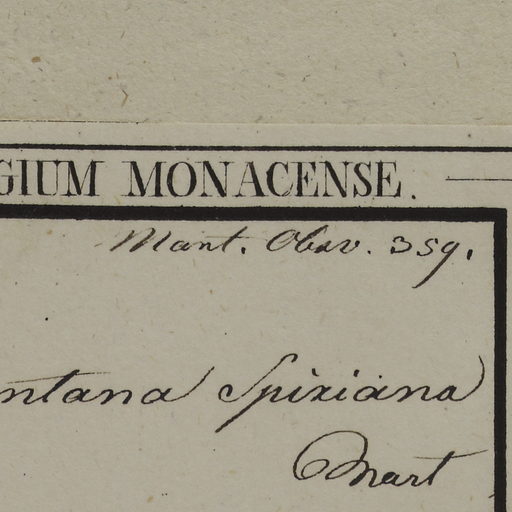 GIUM MONACENSE.
Mart. Obsv. 359.
ntana Spixiana
Mart